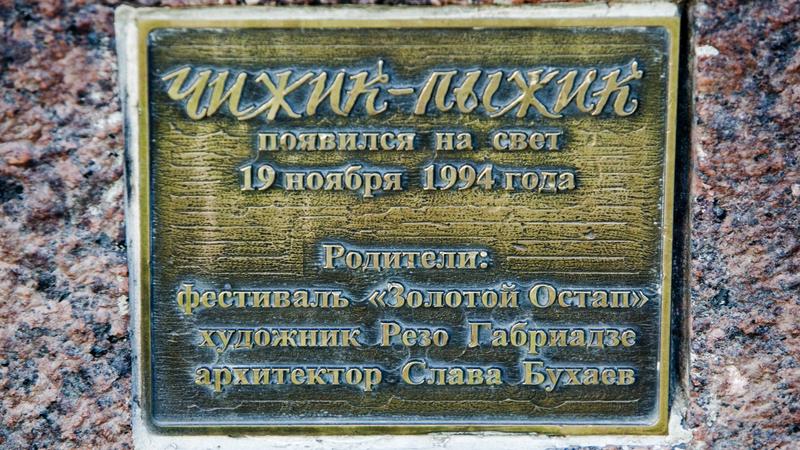 Чижик-Пыжик
появился на свет
19 ноября 1994 года
Родители:
фестиваль «Золотой Остап»
художник Резо Габриадзе
архитектор Слава Бухаев